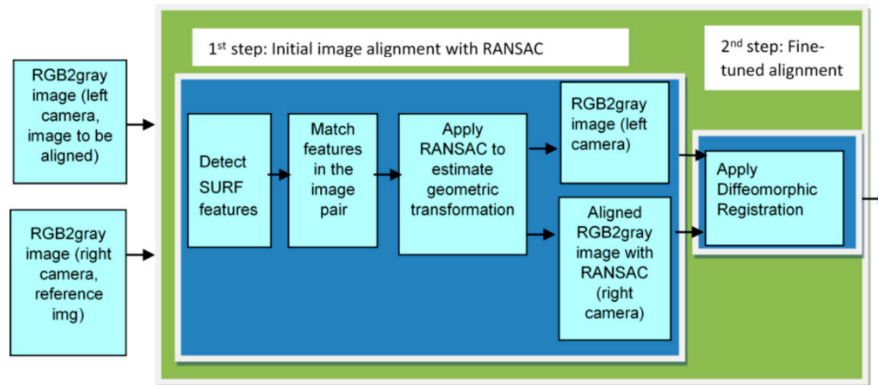 1st step: Initial image alignment with RANSAC
2nd step: Fine-
tuned alignment
RGB2gray
image (left
camera,
image to be
aligned)
RGB2gray
image (right
camera,
reference
img)
Detect
SURF
features
Match
features
in the
image
pair
Apply
RANSAC to
estimate
geometric
transformation
RGB2gray
image (left
camera)
Aligned
RGB2gray
image with
RANSAC
(right
camera)
Apply
Diffeomorphic
Registration